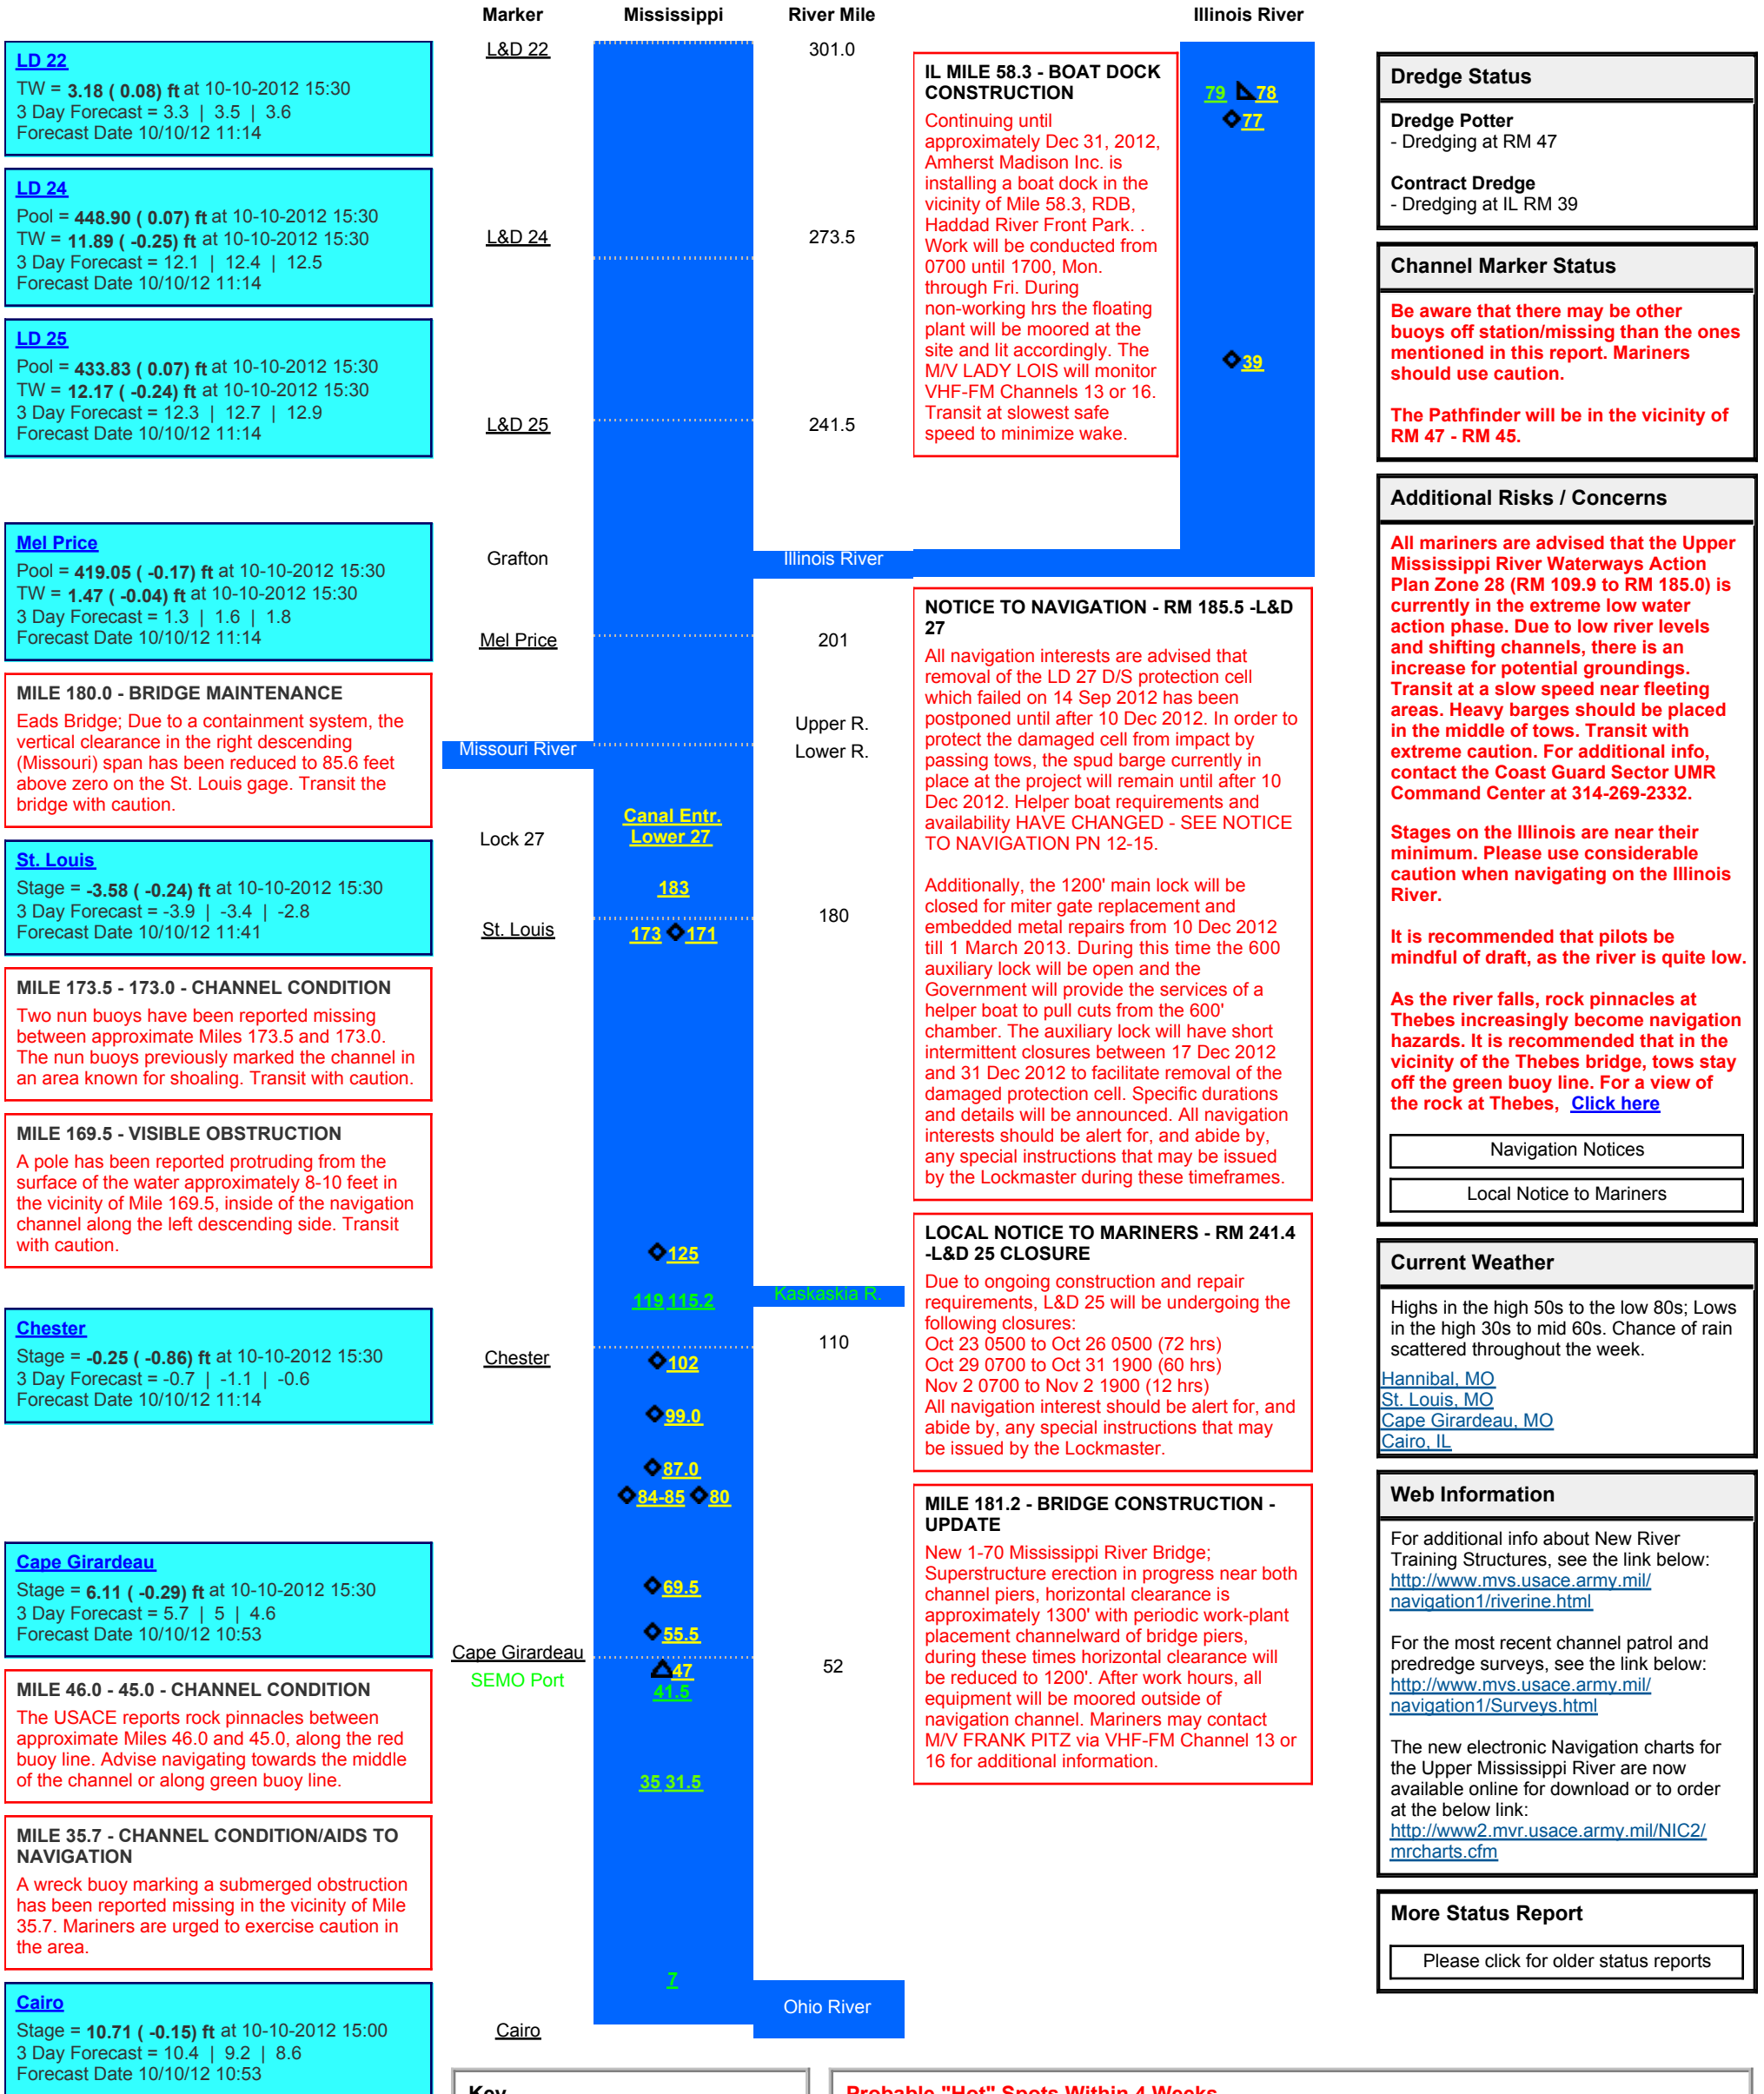 Marker
Mississippi
River Mile
Illinois River
LD 22
TW = 3.18 ( 0.08) ft at 10-10-2012 15:30
3 Day Forecast = 3.3 | 3.5 | 3.6
Forecast Date 10/10/12 11:14
LD 24
Pool = 448.90 ( 0.07) ft at 10-10-2012 15:30
TW = 11.89 ( -0.25) ft at 10-10-2012 15:30
3 Day Forecast = 12.1 | 12.4 | 12.5
Forecast Date 10/10/12 11:14
LD 25
Pool = 433.83 ( 0.07) ft at 10-10-2012 15:30
TW = 12.17 ( -0.24) ft at 10-10-2012 15:30
3 Day Forecast = 12.3 | 12.7 | 12.9
Forecast Date 10/10/12 11:14
Mel Price
Pool = 419.05 ( -0.17) ft at 10-10-2012 15:30
TW = 1.47 ( -0.04) ft at 10-10-2012 15:30
3 Day Forecast = 1.3 | 1.6 | 1.8
Forecast Date 10/10/12 11:14
MILE 180.0 - BRIDGE MAINTENANCE
Eads Bridge; Due to a containment system, the
vertical clearance in the right descending
(Missouri) span has been reduced to 85.6 feet
above zero on the St. Louis gage. Transit the
bridge with caution.
St. Louis
Stage = -3.58 ( -0.24) ft at 10-10-2012 15:30
3 Day Forecast = -3.9 | -3.4 | -2.8
Forecast Date 10/10/12 11:41
MILE 173.5 - 173.0 - CHANNEL CONDITION
Two nun buoys have been reported missing
between approximate Miles 173.5 and 173.0.
The nun buoys previously marked the channel in
an area known for shoaling. Transit with caution.
MILE 169.5 - VISIBLE OBSTRUCTION
A pole has been reported protruding from the
surface of the water approximately 8-10 feet in
the vicinity of Mile 169.5, inside of the navigation
channel along the left descending side. Transit
with caution.
Chester
Stage = -0.25 ( -0.86) ft at 10-10-2012 15:30
3 Day Forecast = -0.7 | -1.1 | -0.6
Forecast Date 10/10/12 11:14
Cape Girardeau
Stage = 6.11 ( -0.29) ft at 10-10-2012 15:30
3 Day Forecast = 5.7 | 5 | 4.6
Forecast Date 10/10/12 10:53
MILE 46.0 - 45.0 - CHANNEL CONDITION
The USACE reports rock pinnacles between
approximate Miles 46.0 and 45.0, along the red
buoy line. Advise navigating towards the middle
of the channel or along green buoy line.
MILE 35.7 - CHANNEL CONDITION/AIDS TO
NAVIGATION
A wreck buoy marking a submerged obstruction
has been reported missing in the vicinity of Mile
35.7. Mariners are urged to exercise caution in
the area.
Cairo
Stage = 10.71 ( -0.15) ft at 10-10-2012 15:00
3 Day Forecast = 10.4 | 9.2 | 8.6
Forecast Date 10/10/12 10:53
L&D 22
L&D 24
L&D 25
Grafton
Mel Price
Missouri River
Lock 27
St. Louis
Chester
Cape Girardeau
SEMO Port
Cairo
Canal Entr.
Lower 27
183
173 171
125
119 115.2
102
99.0
87.0
84-85 80
69.5
55.5
47
41.5
35 31.5
7
301.0
273.5
241.5
Illinois River
201
Upper R.
Lower R.
180
Kaskaskia R.
110
52
Ohio River
IL MILE 58.3 - BOAT DOCK
CONSTRUCTION
Continuing until
approximately Dec 31, 2012,
Amherst Madison Inc. is
installing a boat dock in the
vicinity of Mile 58.3, RDB,
Haddad River Front Park. .
Work will be conducted from
0700 until 1700, Mon.
through Fri. During
non-working hrs the floating
plant will be moored at the
site and lit accordingly. The
M/V LADY LOIS will monitor
VHF-FM Channels 13 or 16.
Transit at slowest safe
speed to minimize wake.
79 78
77
39
NOTICE TO NAVIGATION - RM 185.5 -L&D
27
All navigation interests are advised that
removal of the LD 27 D/S protection cell
which failed on 14 Sep 2012 has been
postponed until after 10 Dec 2012. In order to
protect the damaged cell from impact by
passing tows, the spud barge currently in
place at the project will remain until after 10
Dec 2012. Helper boat requirements and
availability HAVE CHANGED - SEE NOTICE
TO NAVIGATION PN 12-15.
Additionally, the 1200' main lock will be
closed for miter gate replacement and
embedded metal repairs from 10 Dec 2012
till 1 March 2013. During this time the 600
auxiliary lock will be open and the
Government will provide the services of a
helper boat to pull cuts from the 600'
chamber. The auxiliary lock will have short
intermittent closures between 17 Dec 2012
and 31 Dec 2012 to facilitate removal of the
damaged protection cell. Specific durations
and details will be announced. All navigation
interests should be alert for, and abide by,
any special instructions that may be issued
by the Lockmaster during these timeframes.
LOCAL NOTICE TO MARINERS - RM 241.4
-L&D 25 CLOSURE
Due to ongoing construction and repair
requirements, L&D 25 will be undergoing the
following closures:
Oct 23 0500 to Oct 26 0500 (72 hrs)
Oct 29 0700 to Oct 31 1900 (60 hrs)
Nov 2 0700 to Nov 2 1900 (12 hrs)
All navigation interest should be alert for, and
abide by, any special instructions that may
be issued by the Lockmaster.
MILE 181.2 - BRIDGE CONSTRUCTION -
UPDATE
New 1-70 Mississippi River Bridge;
Superstructure erection in progress near both
channel piers, horizontal clearance is
approximately 1300' with periodic work-plant
placement channelward of bridge piers,
during these times horizontal clearance will
be reduced to 1200'. After work hours, all
equipment will be moored outside of
navigation channel. Mariners may contact
M/V FRANK PITZ via VHF-FM Channel 13 or
16 for additional information.
Dredge Status
Dredge Potter
- Dredging at RM 47
Contract Dredge
- Dredging at IL RM 39
Channel Marker Status
Be aware that there may be other
buoys off station/missing than the ones
mentioned in this report. Mariners
should use caution.
The Pathfinder will be in the vicinity of
RM 47 - RM 45.
Additional Risks / Concerns
All mariners are advised that the Upper
Mississippi River Waterways Action
Plan Zone 28 (RM 109.9 to RM 185.0) is
currently in the extreme low water
action phase. Due to low river levels
and shifting channels, there is an
increase for potential groundings.
Transit at a slow speed near fleeting
areas. Heavy barges should be placed
in the middle of tows. Transit with
extreme caution. For additional info,
contact the Coast Guard Sector UMR
Command Center at 314-269-2332.
Stages on the Illinois are near their
minimum. Please use considerable
caution when navigating on the Illinois
River.
It is recommended that pilots be
mindful of draft, as the river is quite low.
As the river falls, rock pinnacles at
Thebes increasingly become navigation
hazards. It is recommended that in the
vicinity of the Thebes bridge, tows stay
off the green buoy line. For a view of
the rock at Thebes, Click here
Navigation Notices
Local Notice to Mariners
Current Weather
Highs in the high 50s to the low 80s; Lows
in the high 30s to mid 60s. Chance of rain
scattered throughout the week.
Hannibal, MO
St. Louis, MO
Cape Girardeau, MO
Cairo, IL
Web Information
For additional info about New River
Training Structures, see the link below:
http://www.mvs.usace.army.mil/
navigation1/riverine.html
For the most recent channel patrol and
predredge surveys, see the link below:
http://www.mvs.usace.army.mil/
navigation1/Surveys.html
The new electronic Navigation charts for
the Upper Mississippi River are now
available online for download or to order
at the below link:
http://www2.mvr.usace.army.mil/NIC2/
mrcharts.cfm
More Status Report
Please click for older status reports
Key
Probable "Hot" Spots Within 4 Weeks